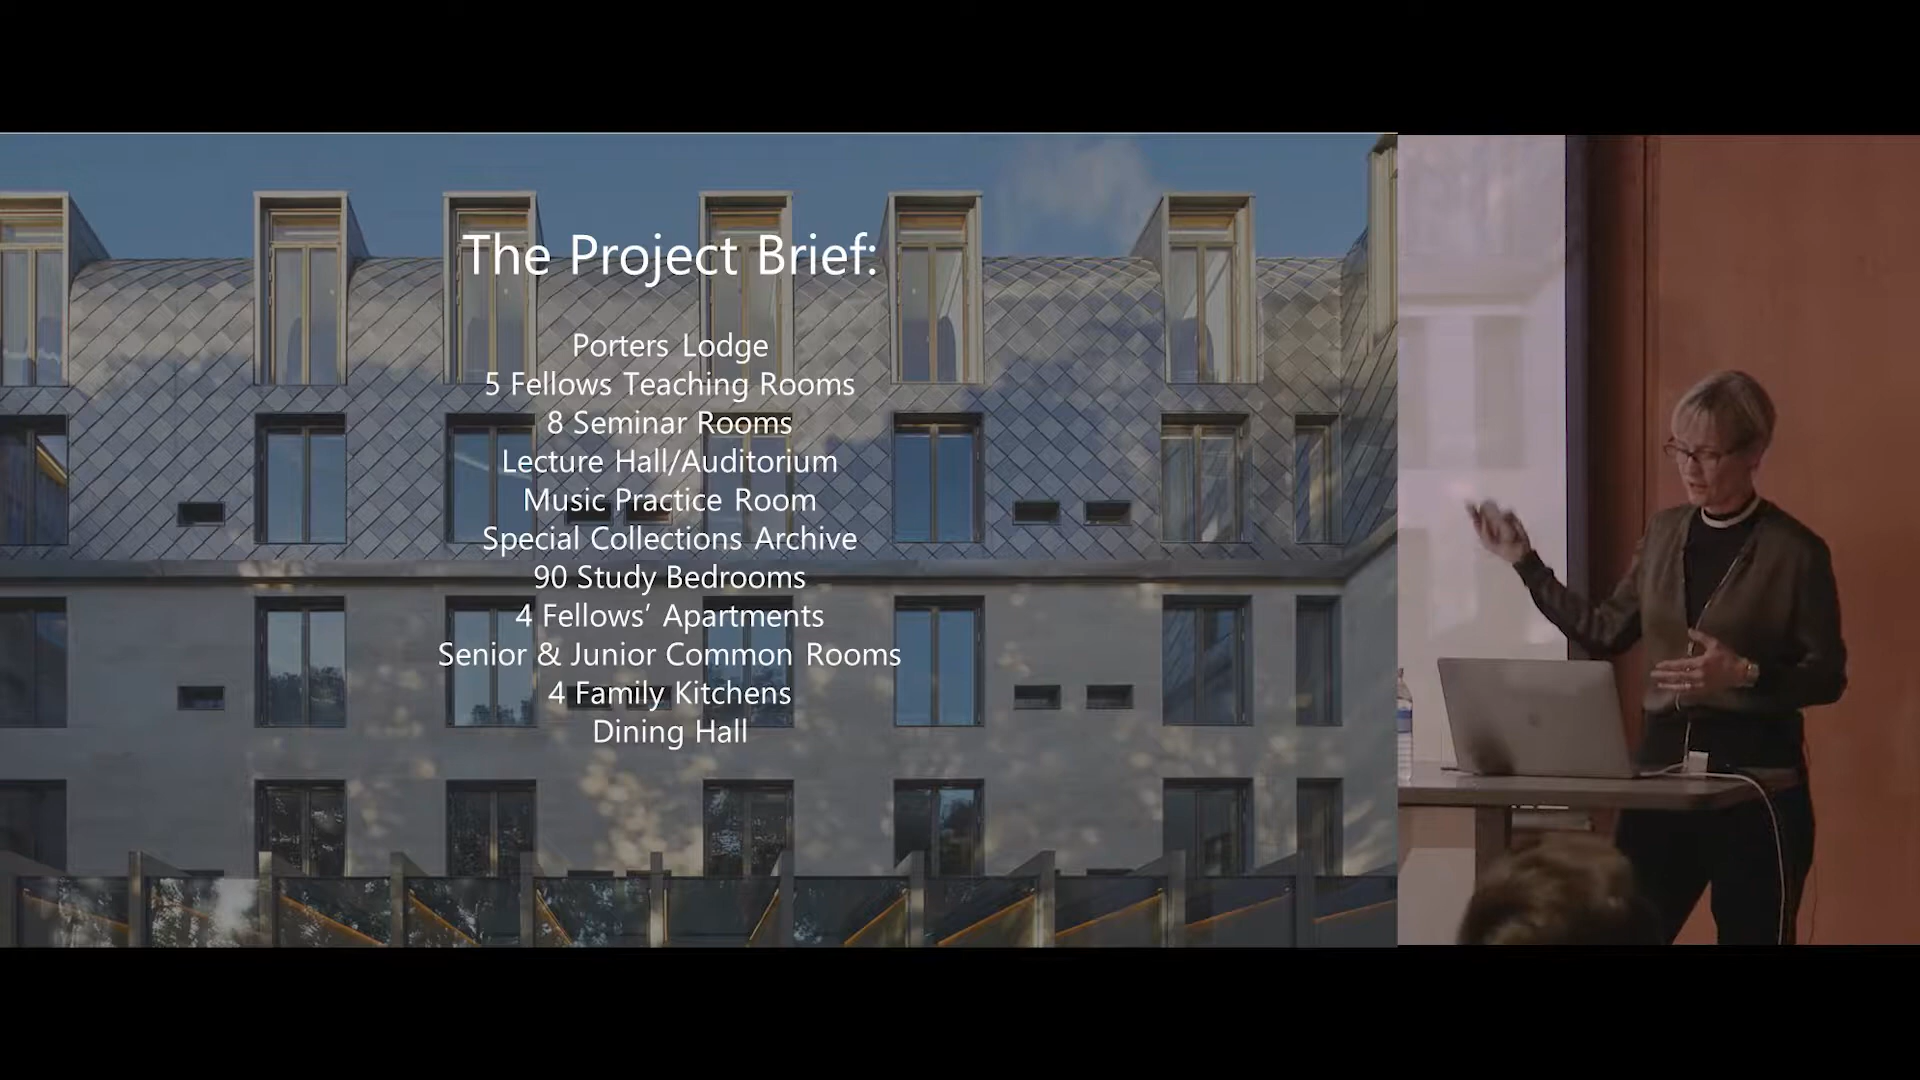 The Project Brief:
Porters Lodge
5 Fellows Teaching Rooms
8 Seminar Rooms
Lecture Hall/Auditorium
Music Practice Room
Special Collections Archive
90 Study Bedrooms
4 Fellows’ Apartments
Senior & Junior Common Rooms
4 Family Kitchens
Dining Hall